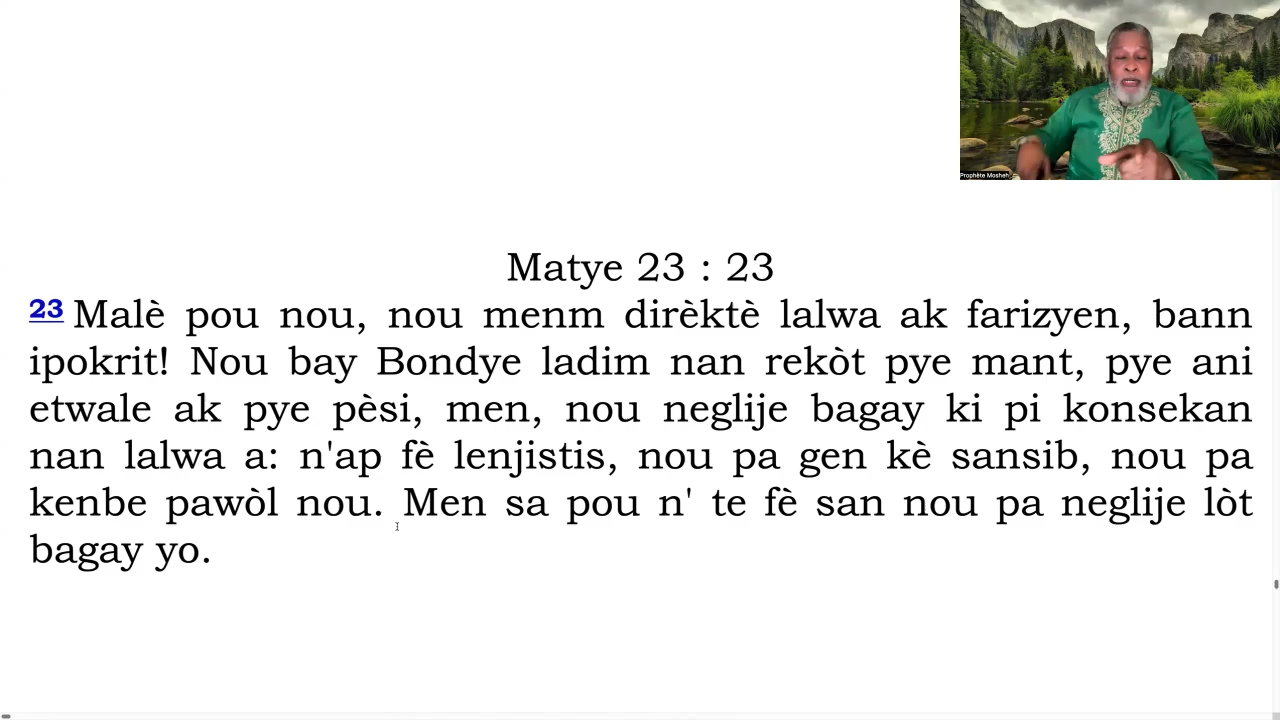 Prophète Mosheh
Matye 23 : 23
23 Malè pou nou, nou menm dirèktè lalwa ak farizyen, bann
ipokrit! Nou bay Bondye ladim nan rekòt pye mant, pye ani
etwale ak pye pèsi, men, nou neglije bagay ki pi konsekan
nan lalwa a: n'ap fè lenjistis, nou pa gen kè sansib, nou pa
kenbe pawòl nou. Men sa pou n' te fè san nou pa neglije lòt
bagay yo.